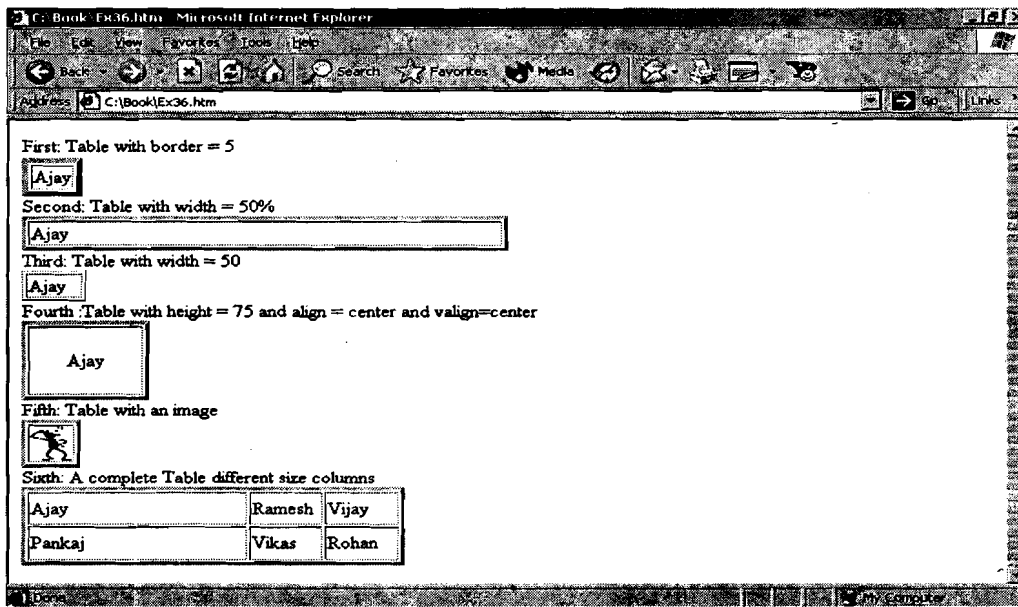 C:\Book\Ex36.htm - Microsoft Internet Explorer
File Edit View Favorites Tools Help
Back Search Favorites Media
Address C:\Book\Ex36.htm Go Links
First: Table with border = 5
Ajay
Second: Table with width = 50%
Ajay
Third: Table with width = 50
Ajay
Fourth :Table with height = 75 and align = center and valign=center
Ajay
Fifth: Table with an image
Sixth: A complete Table different size columns
Ajay Ramesh Vijay
Pankaj Vikas Rohan
Done My Computer